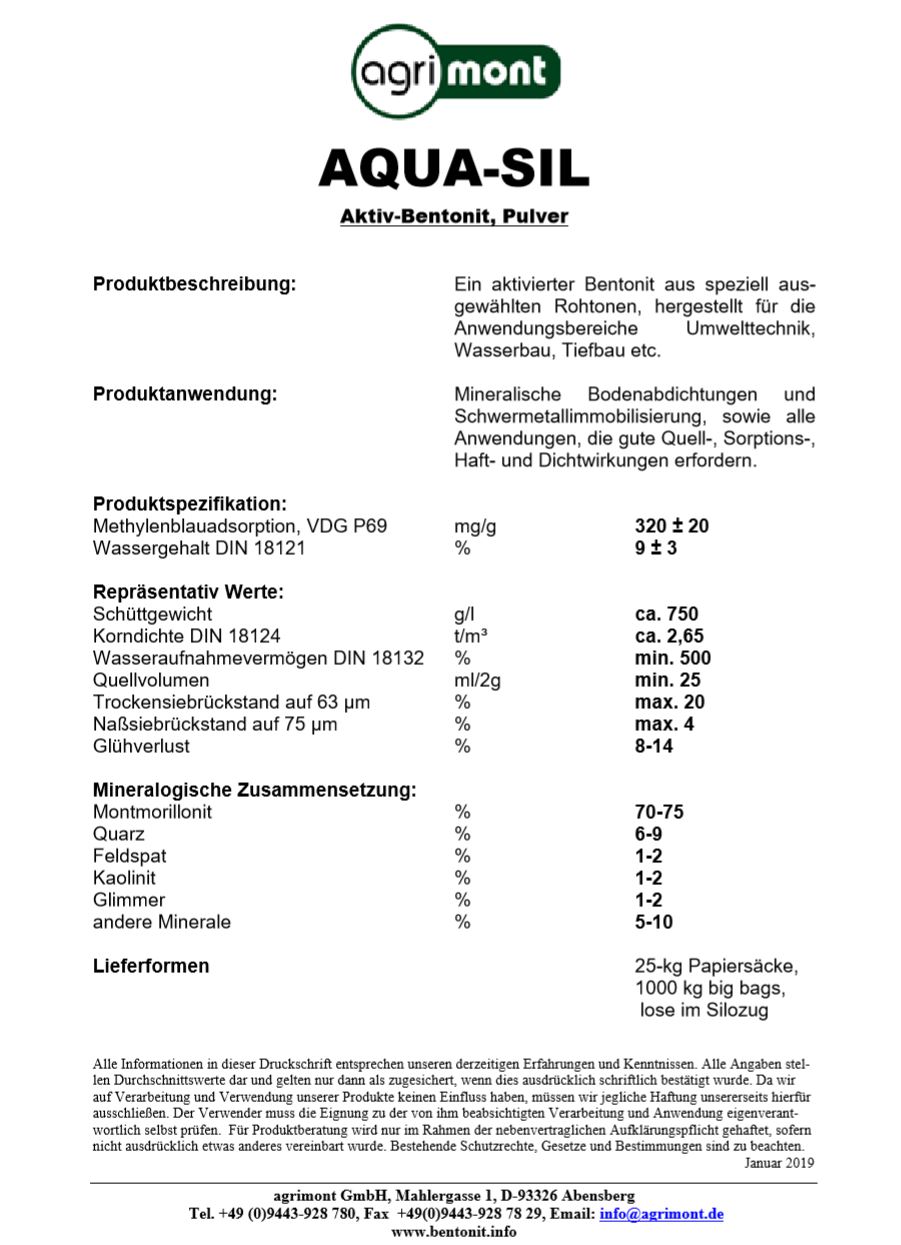 agrimont
AQUA-SIL
Aktiv-Bentonit, Pulver
Produktbeschreibung: Ein aktivierter Bentonit aus speziell aus-
gewählten Rohtonen, hergestellt für die
Anwendungsbereiche Umwelttechnik,
Wasserbau, Tiefbau etc.
Produktanwendung: Mineralische Bodenabdichtungen und
Schwermetallimmobilisierung, sowie alle
Anwendungen, die gute Quell-, Sorptions-,
Haft- und Dichtwirkungen erfordern.
Produktspezifikation:
Methylenblauadsorption, VDG P69 mg/g 320 ± 20
Wassergehalt DIN 18121 % 9 ± 3
Repräsentativ Werte:
Schüttgewicht g/l ca. 750
Korndichte DIN 18124 t/m³ ca. 2,65
Wasseraufnahmevermögen DIN 18132 % min. 500
Quellvolumen ml/2g min. 25
Trockensiebrückstand auf 63 µm % max. 20
Naßsiebrückstand auf 75 µm % max. 4
Glühverlust % 8-14
Mineralogische Zusammensetzung:
Montmorillonit % 70-75
Quarz % 6-9
Feldspat % 1-2
Kaolinit % 1-2
Glimmer % 1-2
andere Minerale % 5-10
Lieferformen 25-kg Papiersäcke,
1000 kg big bags,
lose im Silozug
Alle Informationen in dieser Druckschrift entsprechen unseren derzeitigen Erfahrungen und Kenntnissen. Alle Angaben stel-
len Durchschnittswerte dar und gelten nur dann als zugesichert, wenn dies ausdrücklich schriftlich bestätigt wurde. Da wir
auf Verarbeitung und Verwendung unserer Produkte keinen Einfluss haben, müssen wir jegliche Haftung unsererseits hierfür
ausschließen. Der Verwender muss die Eignung zu der von ihm beabsichtigten Verarbeitung und Anwendung eigenverant-
wortlich selbst prüfen. Für Produktberatung wird nur im Rahmen der nebenvertraglichen Aufklärungspflicht gehaftet, sofern
nicht ausdrücklich etwas anderes vereinbart wurde. Bestehende Schutzrechte, Gesetze und Bestimmungen sind zu beachten.
Januar 2019
agrimont GmbH, Mahlergasse 1, D-93326 Abensberg
Tel. +49 (0)9443-928 780, Fax +49(0)9443-928 78 29, Email: info@agrimont.de
www.bentonit.info